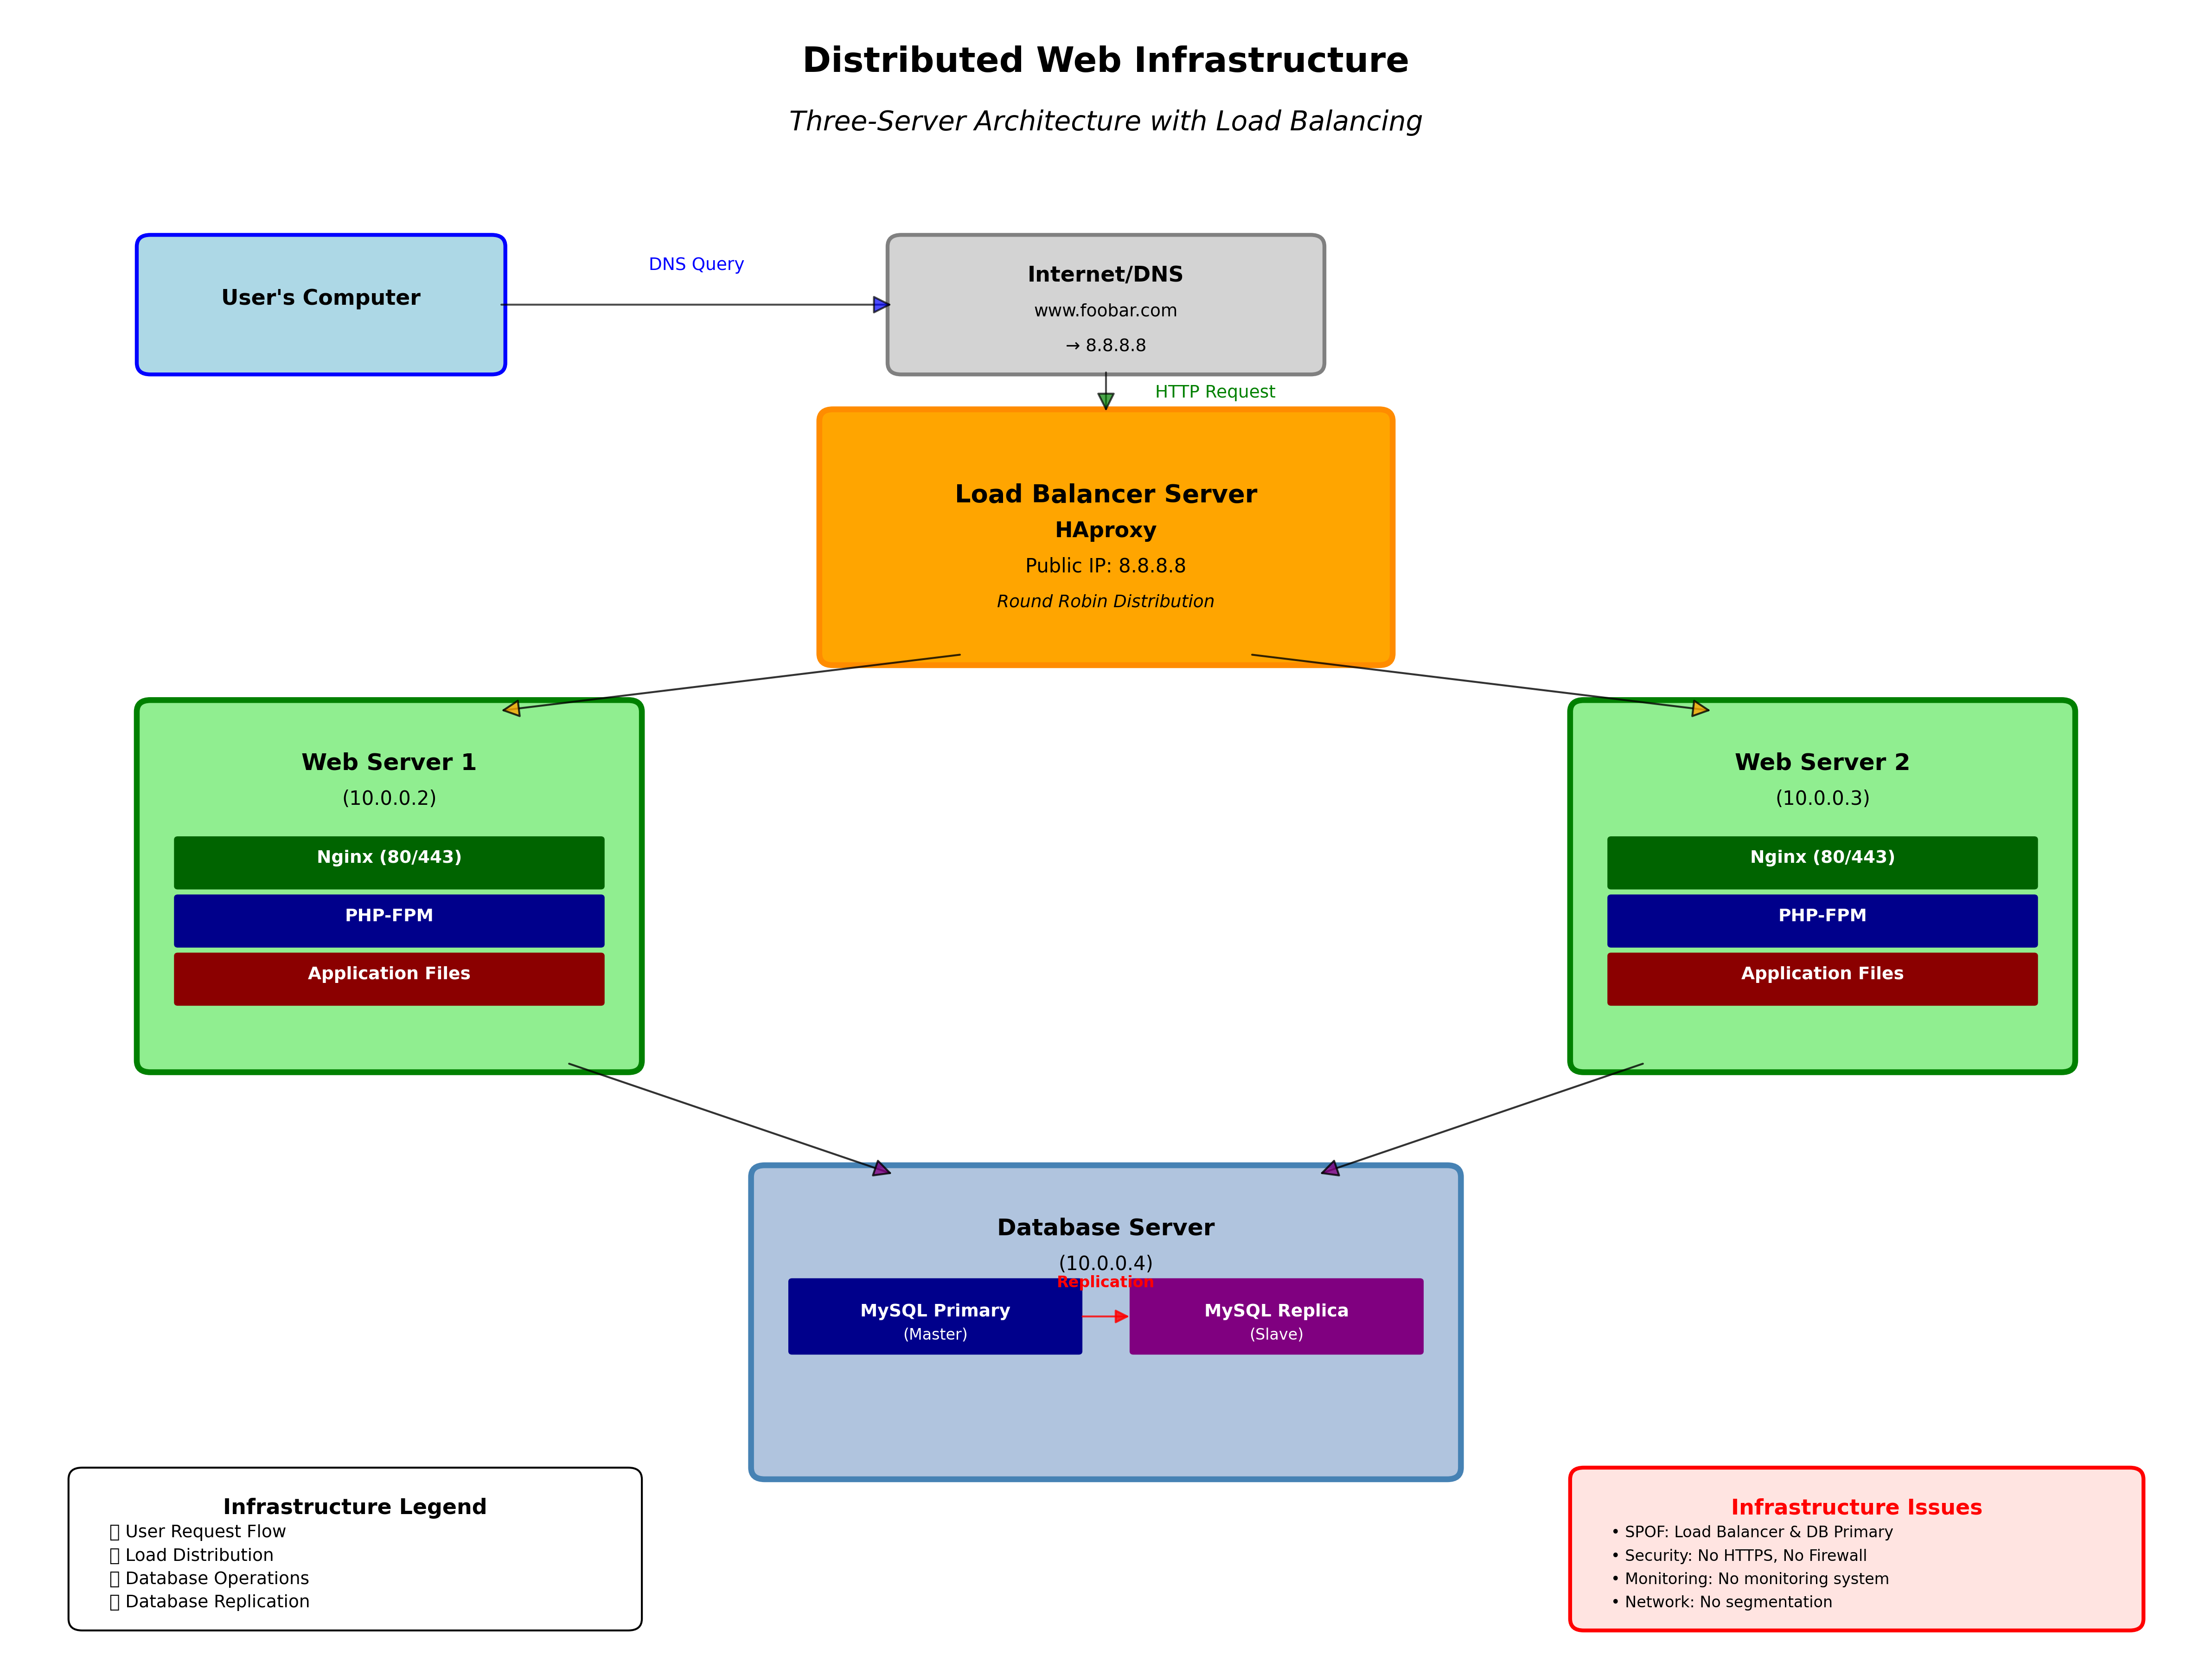 Distributed Web Infrastructure
Three-Server Architecture with Load Balancing
User's Computer
DNS Query
Internet/DNS
www.foobar.com
→ 8.8.8.8
HTTP Request
Load Balancer Server
HAproxy
Public IP: 8.8.8.8
Round Robin Distribution
Web Server 1
(10.0.0.2)
Nginx (80/443)
PHP-FPM
Application Files
Web Server 2
(10.0.0.3)
Nginx (80/443)
PHP-FPM
Application Files
Database Server
(10.0.0.4)
Replication
MySQL Primary
(Master)
MySQL Replica
(Slave)
Infrastructure Legend
User Request Flow
Load Distribution
Database Operations
Database Replication
Infrastructure Issues
• SPOF: Load Balancer & DB Primary
• Security: No HTTPS, No Firewall
• Monitoring: No monitoring system
• Network: No segmentation